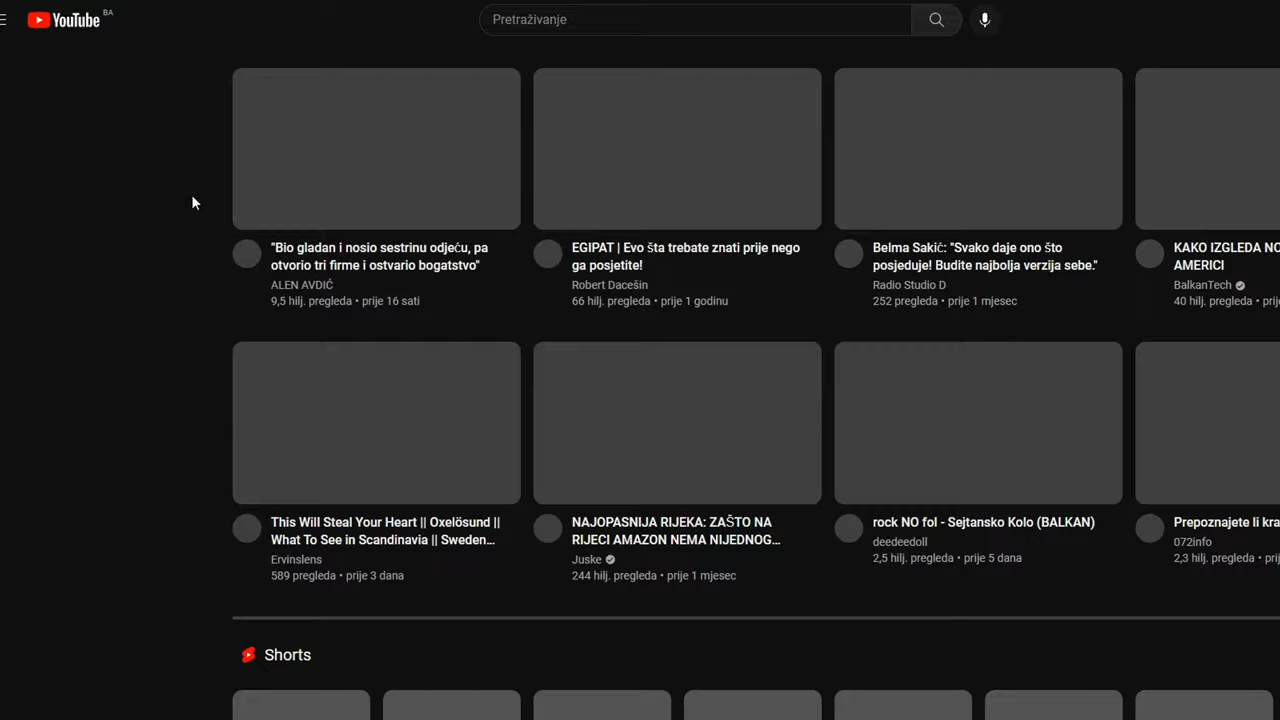 YouTube BA
Pretraživanje
"Bio gladan i nosio sestrinu odjeću, pa
otvorio tri firme i ostvario bogatstvo"
ALEN AVDIĆ
9,5 hilj. pregleda • prije 16 sati
EGIPAT | Evo šta trebate znati prije nego
ga posjetite!
Robert Dacešin
66 hilj. pregleda • prije 1 godinu
Belma Sakić: "Svako daje ono što
posjeduje! Budite najbolja verzija sebe."
Radio Studio D
252 pregleda • prije 1 mjesec
KAKO IZGLEDA
AMERICI
BalkanTech
40 hilj. pregleda •
This Will Steal Your Heart || Oxelösund ||
What To See in Scandinavia || Sweden...
Ervinslens
589 pregleda • prije 3 dana
NAJOPASNIJA RIJEKA: ZAŠTO NA
RIJECI AMAZON NEMA NIJEDNOG...
Juske
244 hilj. pregleda • prije 1 mjesec
rock NO fol - Sejtansko Kolo (BALKAN)
deedeedoll
2,5 hilj. pregleda • prije 5 dana
Prepoznajete li
072info
2,3 hilj. pregleda •
Shorts